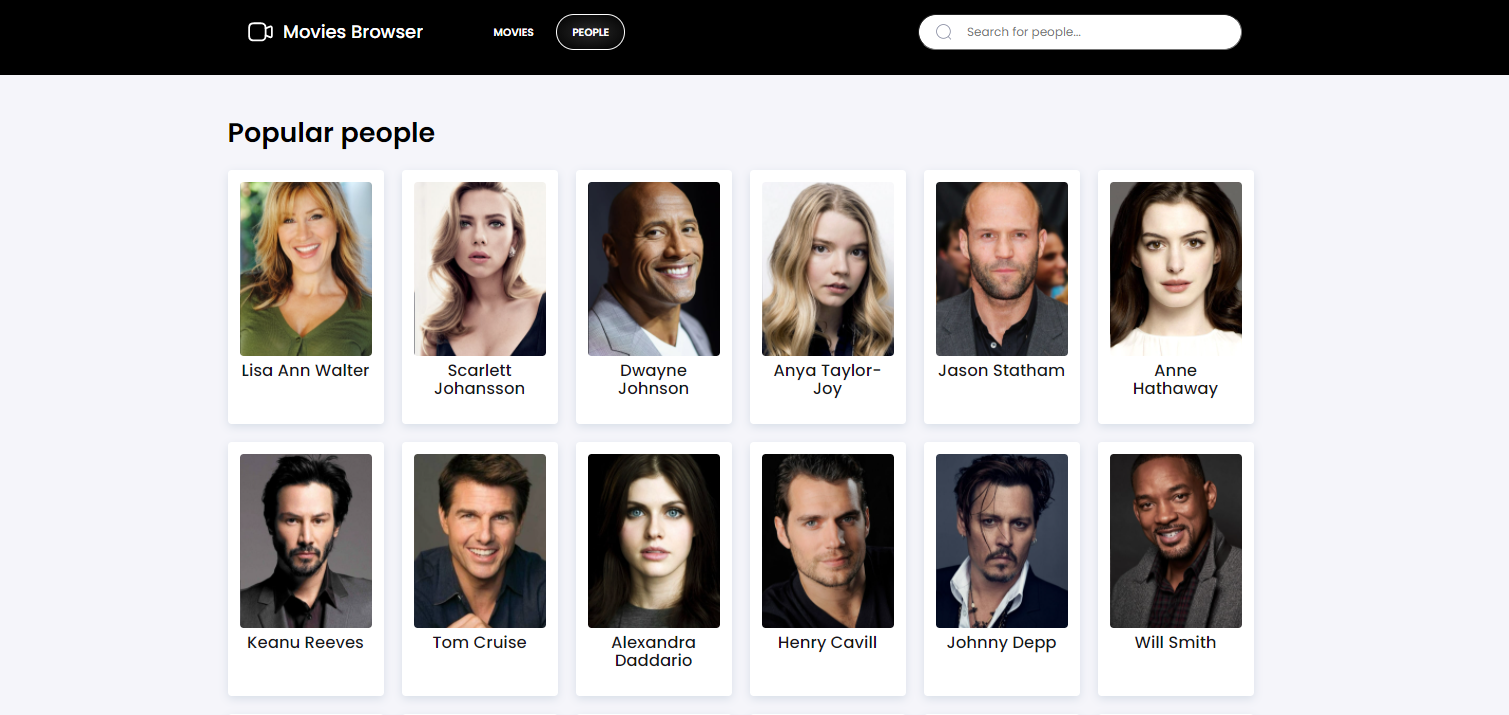 Movies Browser MOVIES PEOPLE Search for people...
Popular people
Lisa Ann Walter
Scarlett
Johansson
Dwayne
Johnson
Anya Taylor-
Joy
Jason Statham
Anne
Hathaway
Keanu Reeves
Tom Cruise
Alexandra
Daddario
Henry Cavill
Johnny Depp
Will Smith